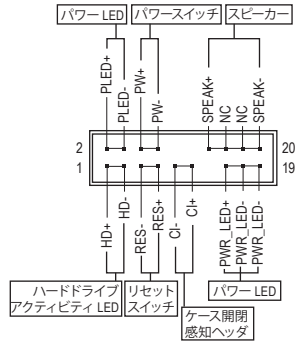 パワー LED
パワースイッチ
スピーカー
PLED+
PLED-
PW+
PW-
SPEAK+
NC
NC
SPEAK-
2
20
1
19
HD+
HD-
RES-
RES+
CI-
CI+
PWR_LED+
PWR_LED-
PWR_LED-
ハードドライブ
アクティビティ LED
リセット
スイッチ
パワー LED
ケース開閉
感知ヘッダ